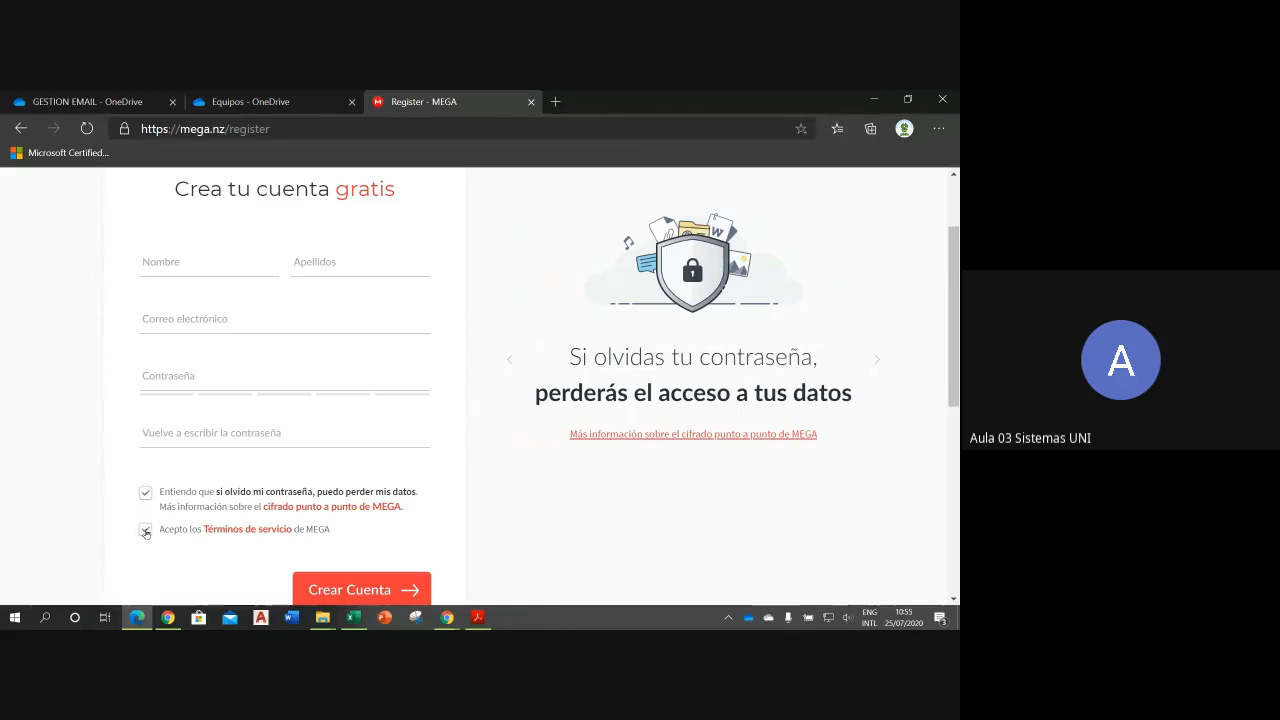 GESTION EMAIL - OneDrive
Equipos - OneDrive
Register - MEGA
https://mega.nz/register
Microsoft Certified...
Crea tu cuenta gratis
Nombre
Apellidos
Correo electrónico
Contraseña
Vuelve a escribir la contraseña
Entiendo que si olvido mi contraseña, puedo perder mis datos.
Más información sobre el cifrado punto a punto de MEGA.
Acepto los Términos de servicio de MEGA
Crear Cuenta
W
Si olvidas tu contraseña,
perderás el acceso a tus datos
Más información sobre el cifrado punto a punto de MEGA
A
Aula 03 Sistemas UNI
ENG
INTL
10:55
25/07/2020
3